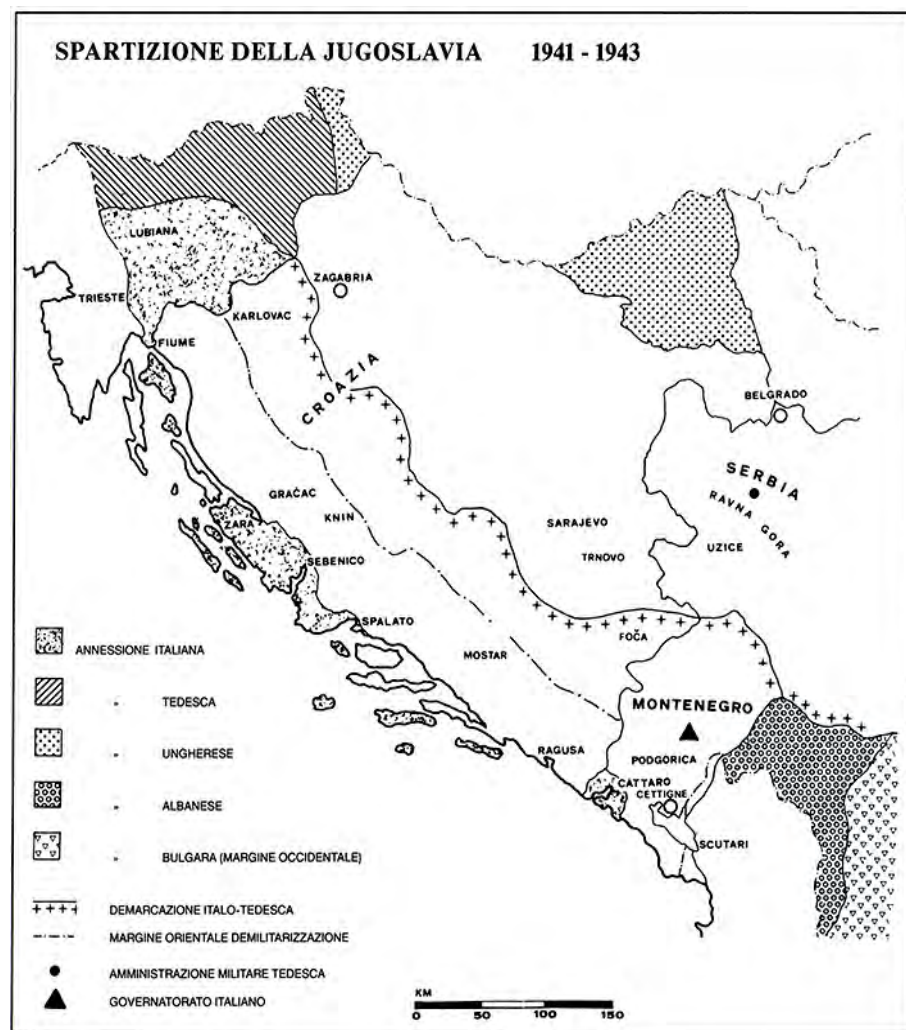 SPARTIZIONE DELLA JUGOSLAVIA 1941 - 1943
LUBIANA
TRIESTE
ZAGABRIA
KARLOVAC
FIUME
CROAZIA
BELGRADO
SERBIA
RAVNA GORA
GRAČAC
KNIN
ZARA
SEBENICO
SARAJEVO
TRNOVO
UZICE
SPALATO
FOČA
MOSTAR
MONTENEGRO
RAGUSA
PODGORICA
CATTARO
CETTIGNE
SCUTARI
ANNESSIONE ITALIANA
" TEDESCA
" UNGHERESE
" ALBANESE
" BULGARA (MARGINE OCCIDENTALE)
DEMARCAZIONE ITALO-TEDESCA
MARGINE ORIENTALE DEMILITARIZZAZIONE
AMMINISTRAZIONE MILITARE TEDESCA
GOVERNATORATO ITALIANO
KM
0 50 100 150